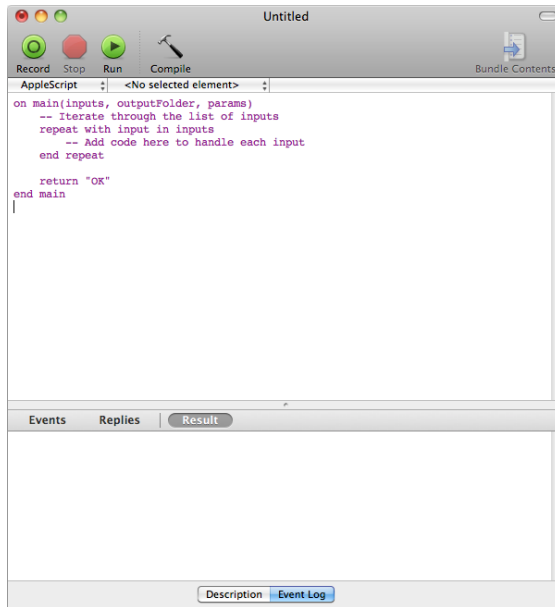 Untitled
Record Stop Run Compile Bundle Contents
AppleScript <No selected element>
on main(inputs, outputFolder, params)
    -- Iterate through the list of inputs
    repeat with input in inputs
        -- Add code here to handle each input
    end repeat

    return "OK"
end main
Events Replies Result
Description Event Log